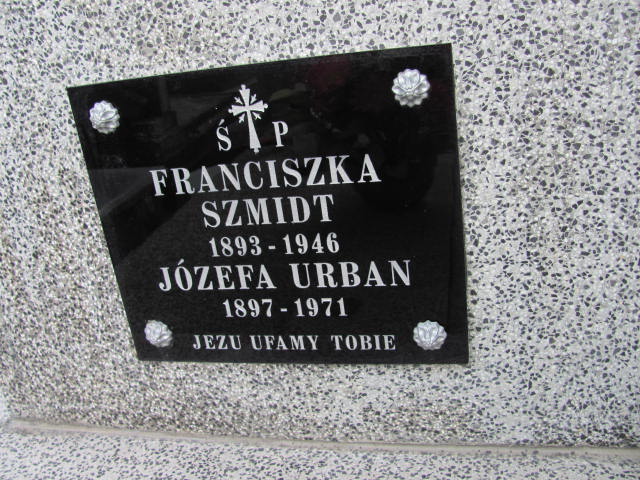 Ś P
FRANCISZKA
SZMIDT
1893 - 1946
JÓZEFA URBAN
1897 - 1971
JEZU UFAMY TOBIE